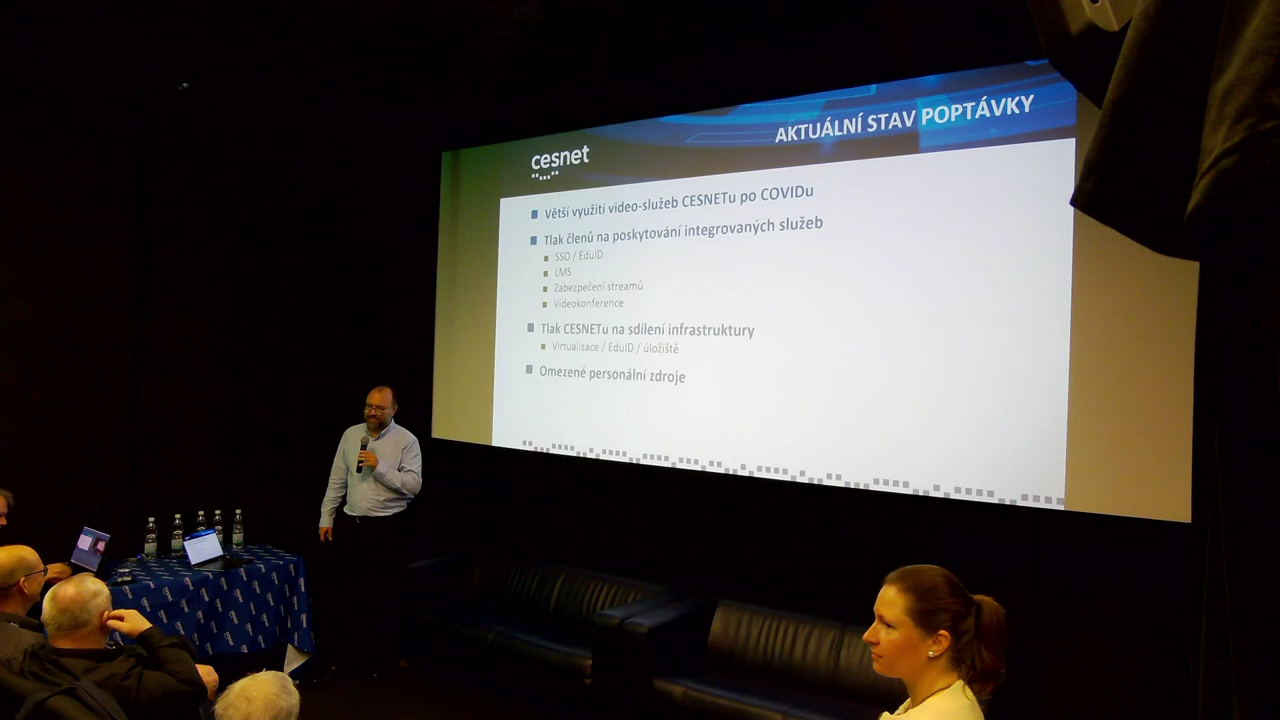 AKTUÁLNÍ STAV POPTÁVKY
cesnet
Větší využití video-služeb CESNETu po COVIDu
Tlak členů na poskytování integrovaných služeb
SSO / EduID
LMS
Zabezpečení streamů
Videokonference
Tlak CESNETu na sdílení infrastruktury
Virtualizace / EduID / úložiště
Omezené personální zdroje